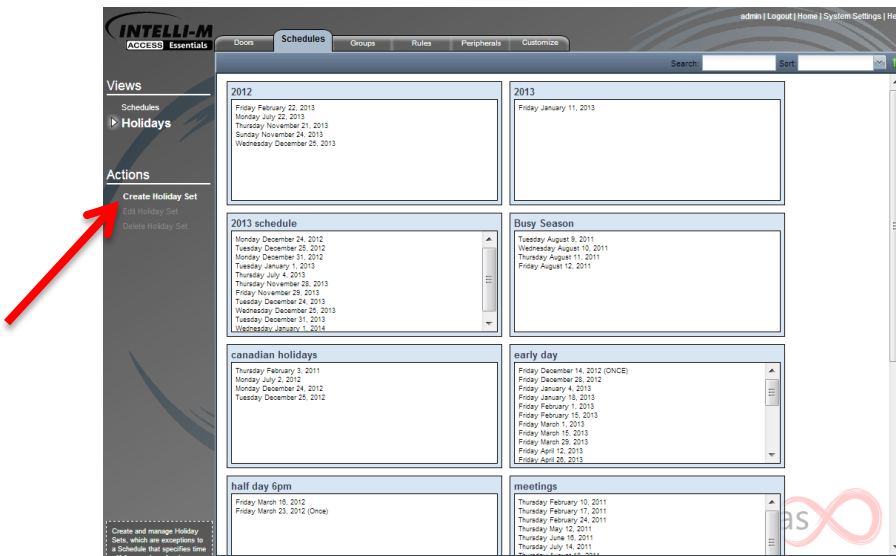 admin | Logout | Home | System Settings | He
INTELLI-M
ACCESS Essentials
Doors
Schedules
Groups
Rules
Peripherals
Customize
Search:
Sort:
Views
Schedules
Holidays
Actions
Create Holiday Set
Edit Holiday Set
Delete Holiday Set
2012
Friday February 22, 2013
Monday July 22, 2013
Thursday November 21, 2013
Sunday November 24, 2013
Wednesday December 25, 2013
2013
Friday January 11, 2013
2013 schedule
Monday December 24, 2012
Tuesday December 25, 2012
Monday December 31, 2012
Tuesday January 1, 2013
Thursday July 4, 2013
Thursday November 28, 2013
Friday November 29, 2013
Tuesday December 24, 2013
Wednesday December 25, 2013
Tuesday December 31, 2013
Wednesday January 1, 2014
Busy Season
Tuesday August 9, 2011
Wednesday August 10, 2011
Thursday August 11, 2011
Friday August 12, 2011
canadian holidays
Thursday February 3, 2011
Monday July 2, 2012
Monday December 24, 2012
Tuesday December 25, 2012
early day
Friday December 14, 2012 (ONCE)
Friday December 28, 2012
Friday January 4, 2013
Friday January 18, 2013
Friday February 1, 2013
Friday February 15, 2013
Friday March 1, 2013
Friday March 15, 2013
Friday March 29, 2013
Friday April 12, 2013
Friday April 26, 2013
half day 6pm
Friday March 16, 2012
Friday March 23, 2012 (Once)
meetings
Thursday February 10, 2011
Thursday February 17, 2011
Thursday February 24, 2011
Thursday May 12, 2011
Thursday June 16, 2011
Thursday July 14, 2011
as
Create and manage Holiday
Sets, which are exceptions to
a Schedule that specifies time